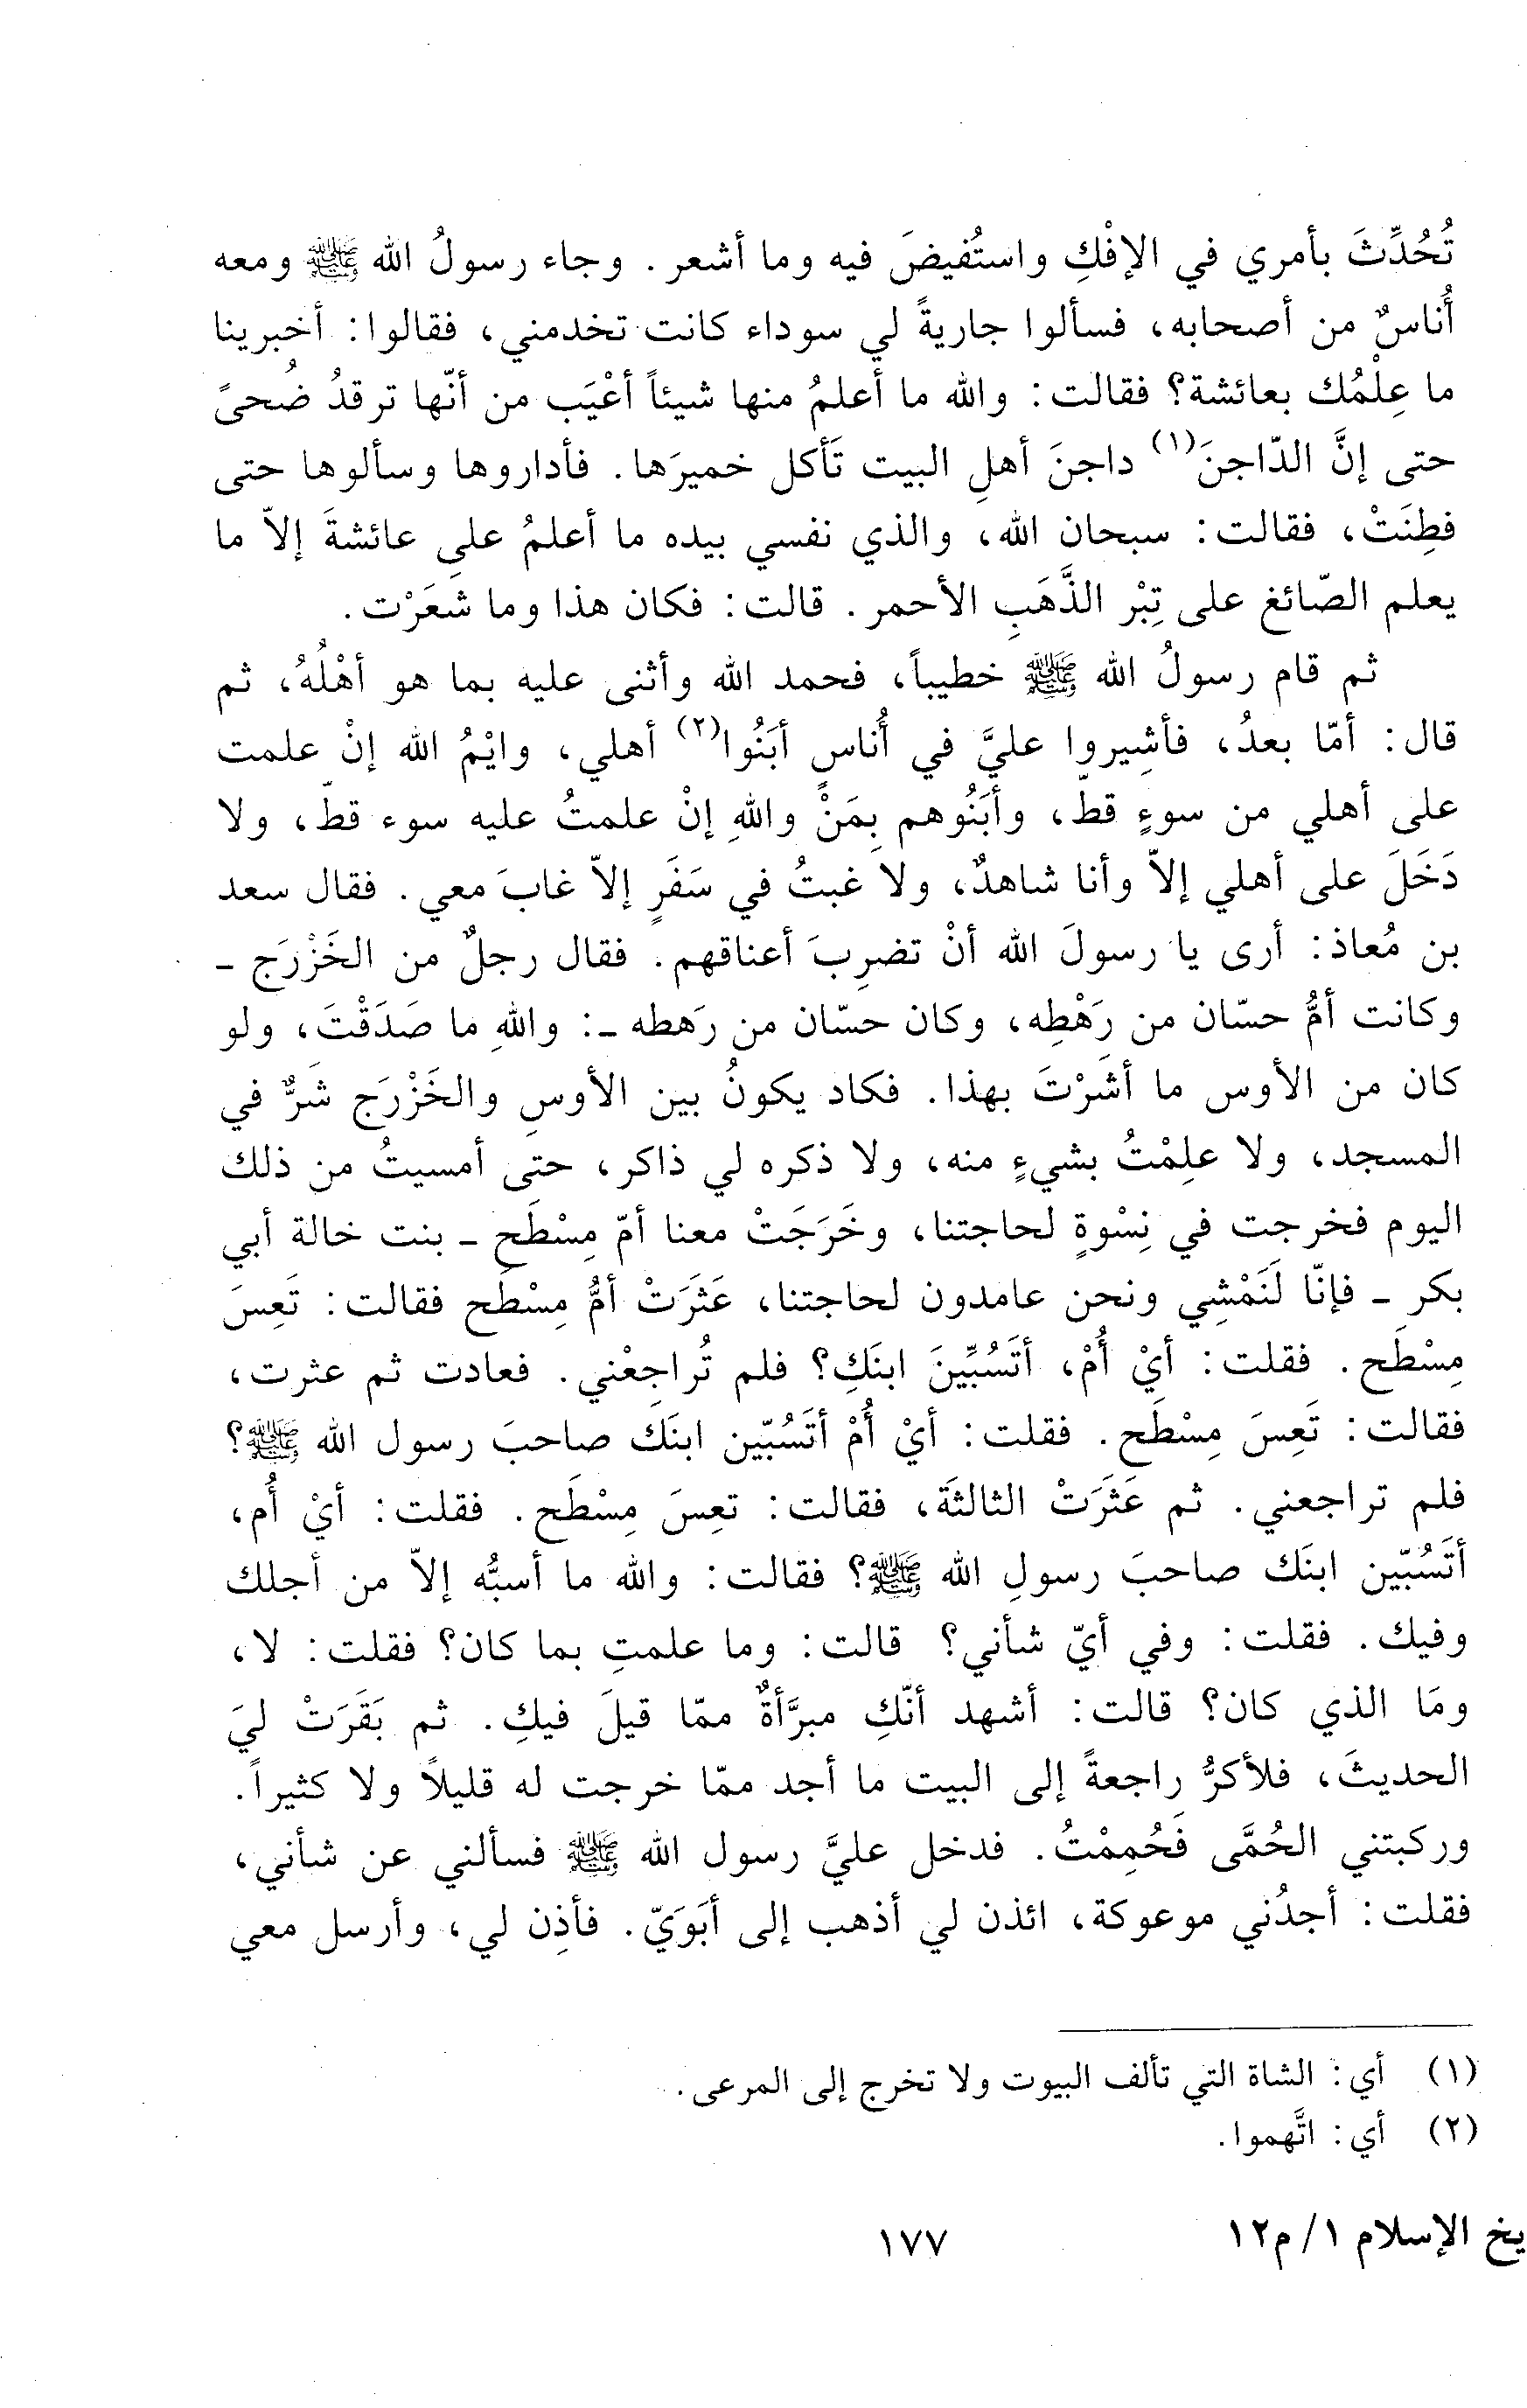 تُحُدِّثَ بأمري في الإفْكِ واستُفيضَ فيه وما أشعر. وجاء رسولُ الله ﷺ ومعه
أُناسٌ من أصحابه، فسألوا جاريةً لي سوداء كانت تخدمني، فقالوا: أخبرينا
ما عِلْمُك بعائشة؟ فقالت: والله ما أعلمُ منها شيئاً أعْيَب من أنّها ترقدُ ضُحىً
حتى إنَّ الدّاجنَ(١) داجنَ أهلِ البيت تَأكل خميرَها. فأداروها وسألوها حتى
فطِنَتْ، فقالت: سبحان الله، والذي نفسي بيده ما أعلمُ على عائشةَ إلاّ ما
يعلم الصّائغ على تِبْر الذَّهَبِ الأحمر. قالت: فكان هذا وما شَعَرْت.
ثم قام رسولُ الله ﷺ خطيباً، فحمد الله وأثنى عليه بما هو أهْلُهُ، ثم
قال: أمّا بعدُ، فأشِيروا عليَّ في أُناسٍ أبَنُوا(٢) أهلي، وايْمُ الله إنْ علمت
على أهلي من سوءٍ قطّ، وأبَنُوهم بِمَنْ واللهِ إنْ علمتُ عليه سوء قطّ، ولا
دَخَلَ على أهلي إلاّ وأنا شاهدٌ، ولا غبتُ في سَفَرٍ إلاّ غابَ معي. فقال سعد
بن مُعاذ: أرى يا رسولَ الله أنْ تضرِبَ أعناقهم. فقال رجلٌ من الخَزْرَج -
وكانت أمُّ حسّان من رَهْطِه، وكان حسّان من رَهطه -: واللهِ ما صَدَقْتَ، ولو
كان من الأوس ما أشَرْتَ بهذا. فكاد يكونُ بين الأوسِ والخَزْرَج شَرٌّ في
المسجد، ولا علِمْتُ بشيءٍ منه، ولا ذكره لي ذاكر، حتى أمسيتُ من ذلك
اليوم فخرجت في نِسْوةٍ لحاجتنا، وخَرَجَتْ معنا أمّ مِسْطَحِ - بنت خالة أبي
بكر - فإنّا لَنَمْشِي ونحن عامدون لحاجتنا، عَثَرَتْ أمُّ مِسْطَح فقالت: تَعِسَ
مِسْطَح. فقلت: أيْ أُمْ، أتَسُبِّينَ ابنَكِ؟ فلم تُراجِعْني. فعادت ثم عثرت،
فقالت: تَعِسَ مِسْطَح. فقلت: أيْ أُمْ أتَسُبّين ابنَك صاحبَ رسول الله ﷺ؟
فلم تراجعني. ثم عَثَرَتْ الثالثَة، فقالت: تعِسَ مِسْطَح. فقلت: أيْ أُم،
أتَسُبّين ابنَك صاحبَ رسولِ الله ﷺ؟ فقالت: والله ما أسبُّه إلاّ من أجلك
وفيك. فقلت: وفي أيّ شأني؟ قالت: وما علمتِ بما كان؟ فقلت: لا،
ومَا الذي كان؟ قالت: أشهد أنّكِ مبرَّأةٌ ممّا قيلَ فيكِ. ثم بَقَرَتْ ليَ
الحديثَ، فلأكرُّ راجعةً إلى البيت ما أجد ممّا خرجت له قليلاً ولا كثيراً.
وركبتني الحُمَّى فَحُمِمْتُ. فدخل عليَّ رسول الله ﷺ فسألني عن شأني،
فقلت: أجدُني موعوكة، ائذن لي أذهب إلى أبَوَيّ. فأذِن لي، وأرسل معي
(١) أي: الشاة التي تألف البيوت ولا تخرج إلى المرعى.
(٢) أي: اتَّهموا.
يخ الإسلام ١/ م١٢
١٧٧